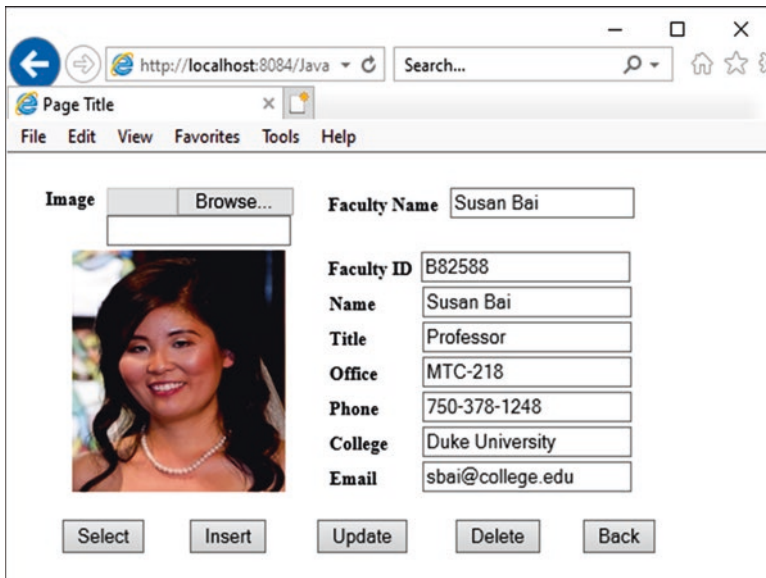 http://localhost:8084/Java
Search...
Page Title
File Edit View Favorites Tools Help
Image Browse...
Faculty Name Susan Bai
Faculty ID B82588
Name Susan Bai
Title Professor
Office MTC-218
Phone 750-378-1248
College Duke University
Email sbai@college.edu
Select Insert Update Delete Back